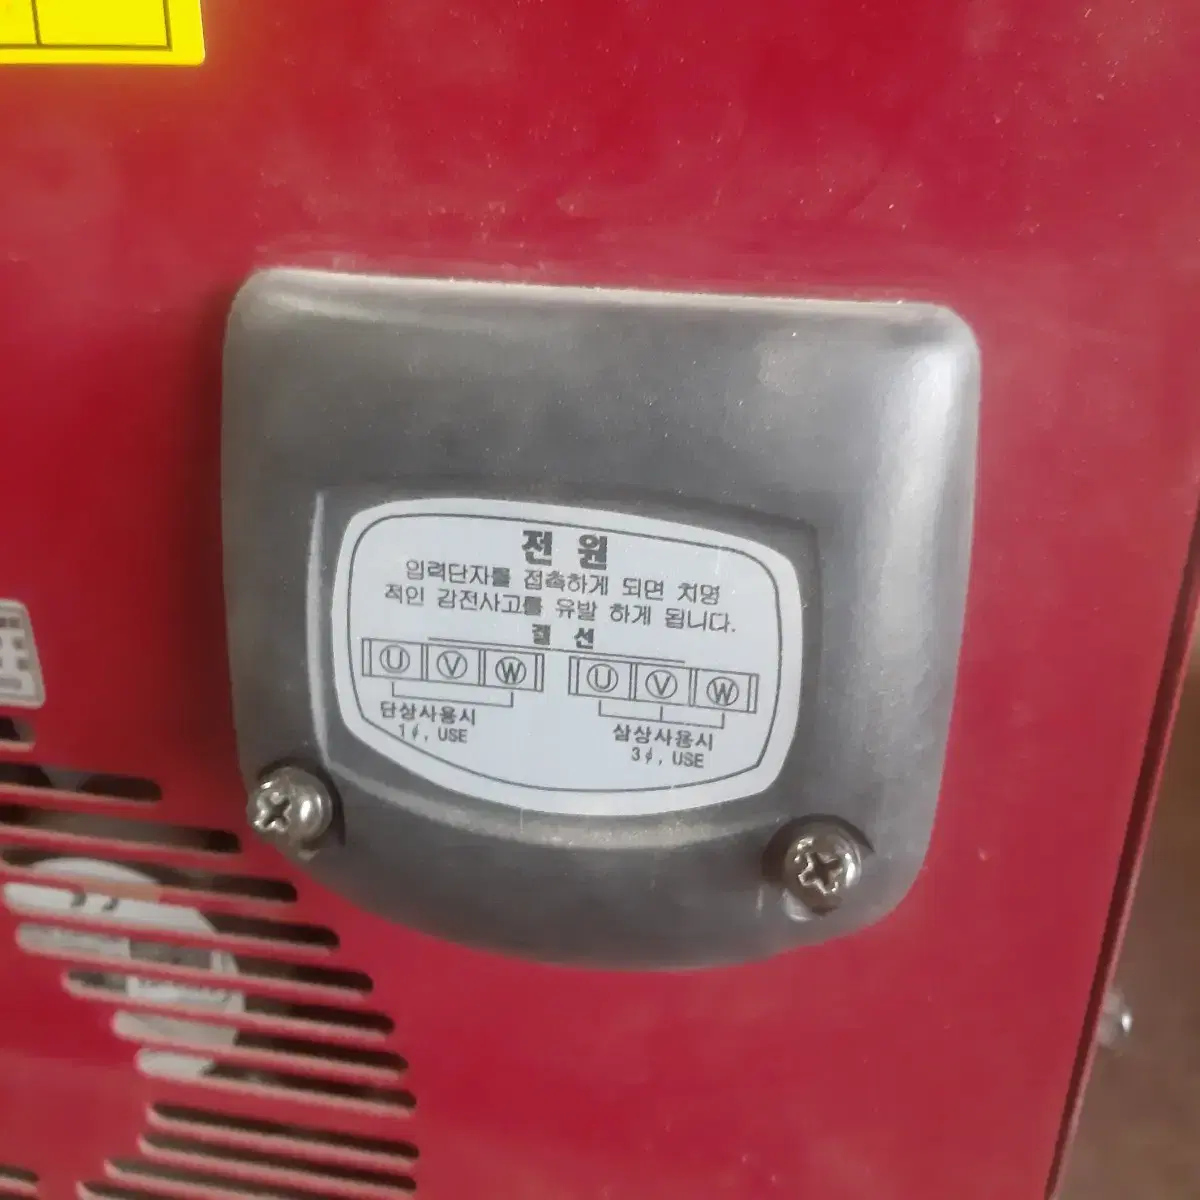 전 원
입력단자를 접촉하게 되면 치명
적인 감전사고를 유발 하게 됩니다.
결 선
U V W U V W
단상사용시
1∮, USE
삼상사용시
3∮, USE